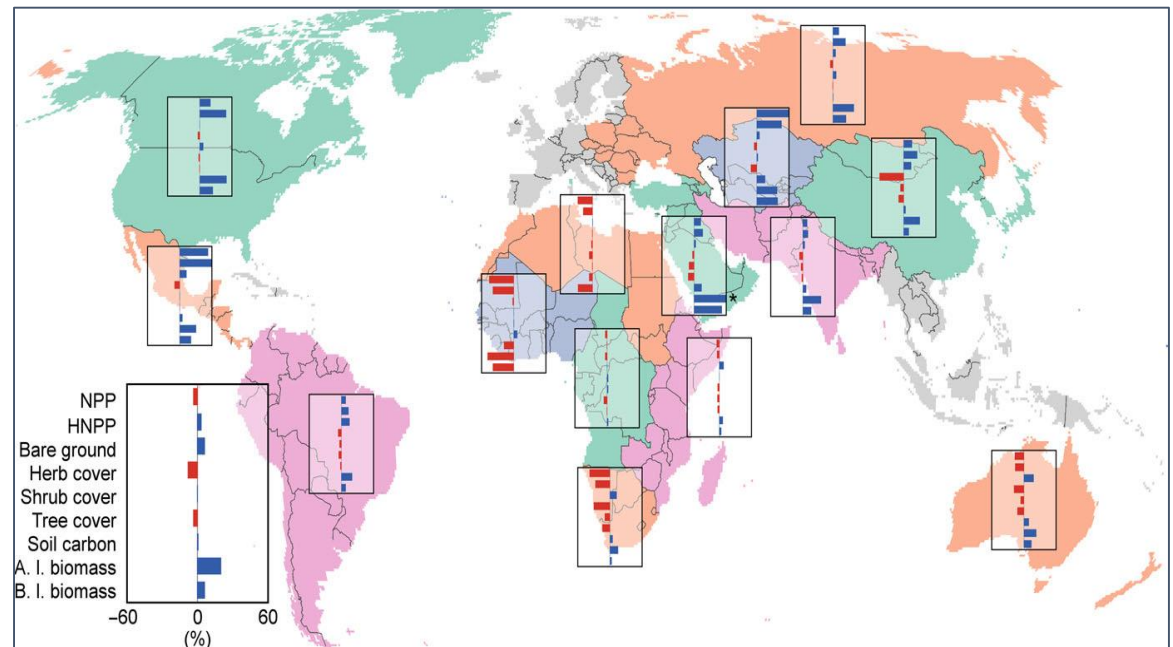 *
NPP
HNPP
Bare ground
Herb cover
Shrub cover
Tree cover
Soil carbon
A. l. biomass
B. l. biomass
−60 0 60
(%)